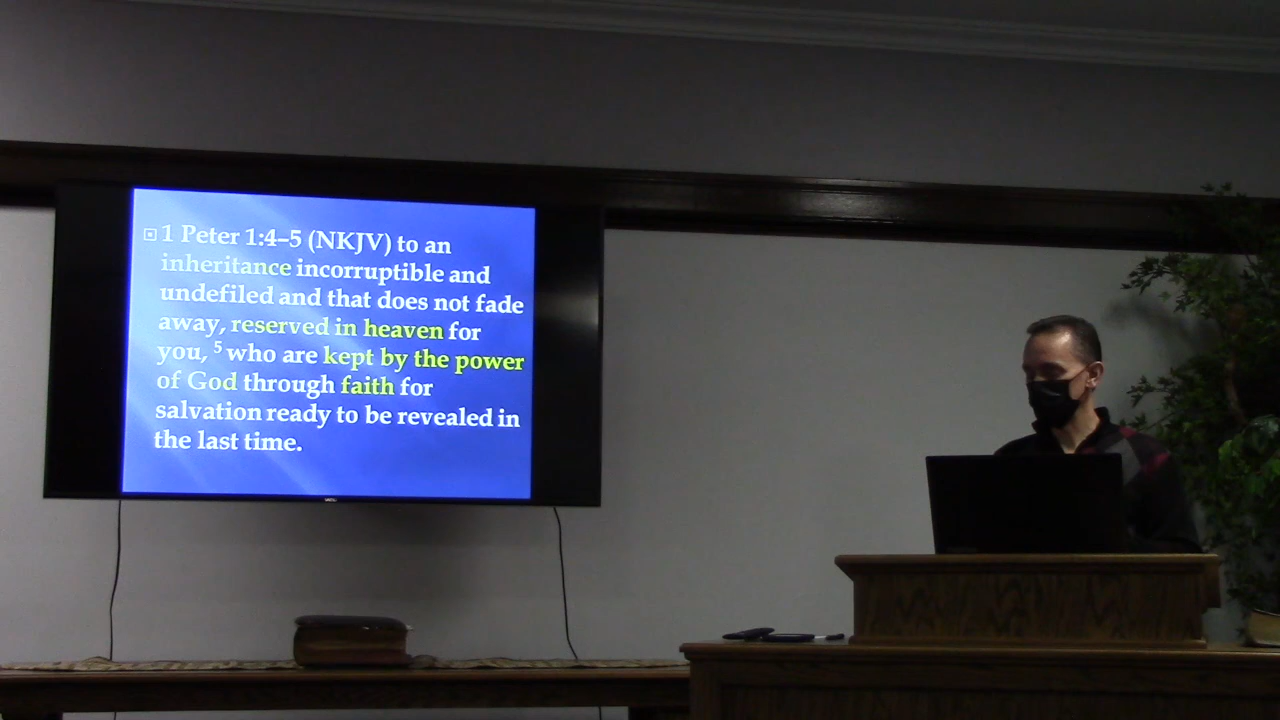 1 Peter 1:4–5 (NKJV) to an
inheritance incorruptible and
undefiled and that does not fade
away, reserved in heaven for
you, ⁵ who are kept by the power
of God through faith for
salvation ready to be revealed in
the last time.